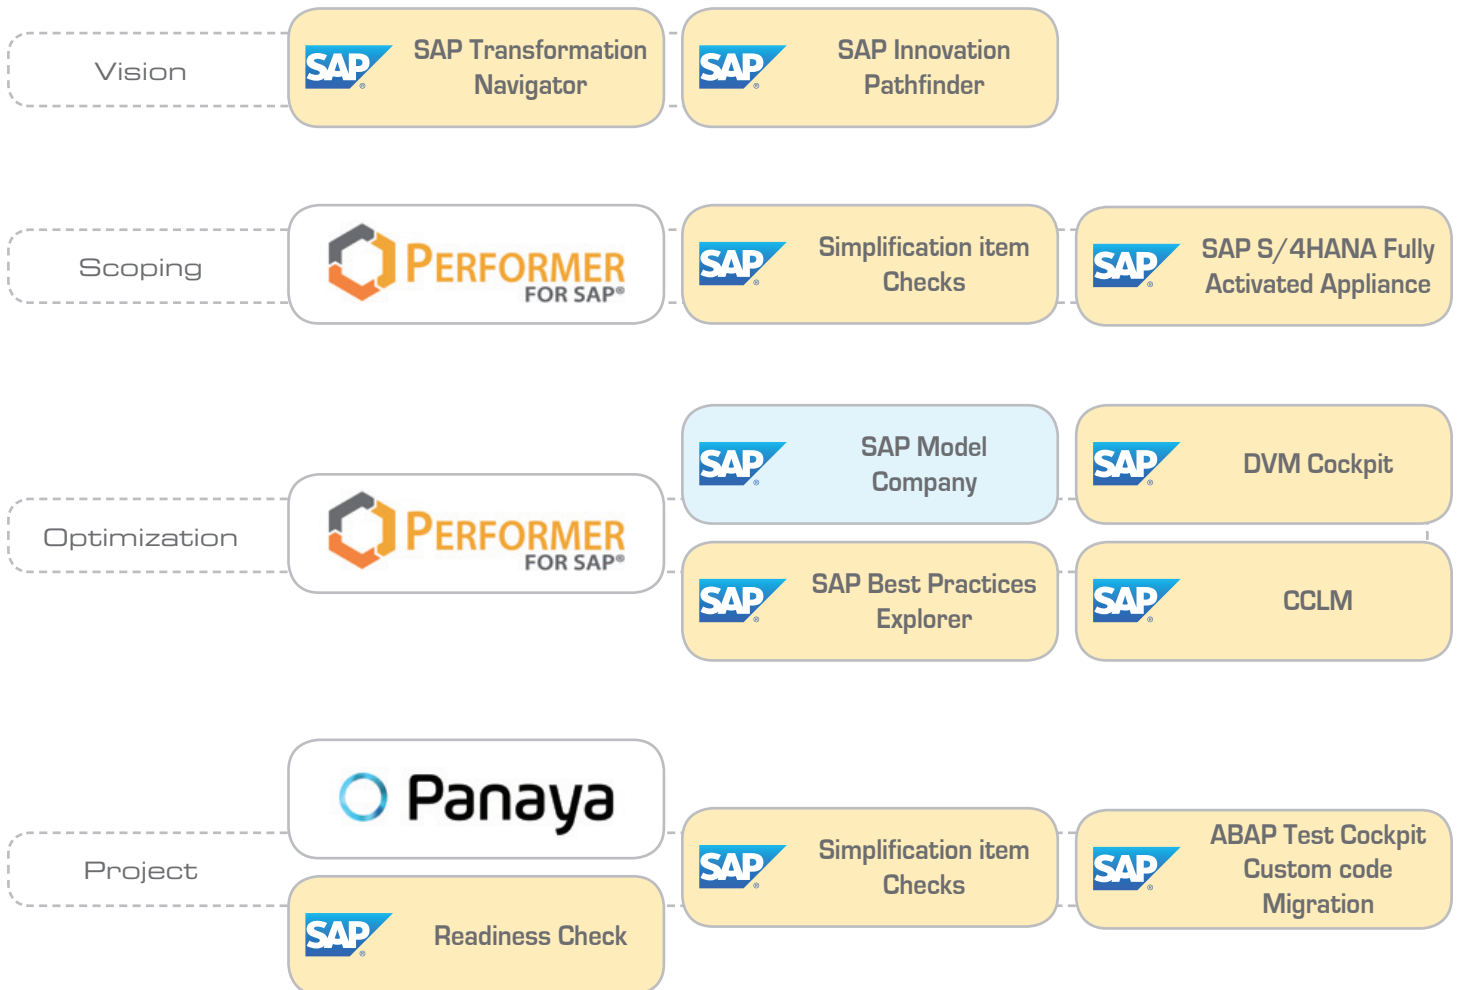 Vision
SAP®
SAP Transformation
Navigator
SAP®
SAP Innovation
Pathfinder
Scoping
PERFORMER
FOR SAP®
SAP®
Simplification item
Checks
SAP®
SAP S/4HANA Fully
Activated Appliance
Optimization
PERFORMER
FOR SAP®
SAP®
SAP Model
Company
SAP®
DVM Cockpit
SAP®
SAP Best Practices
Explorer
SAP®
CCLM
Project
Panaya
SAP®
Readiness Check
SAP®
Simplification item
Checks
SAP®
ABAP Test Cockpit
Custom code
Migration